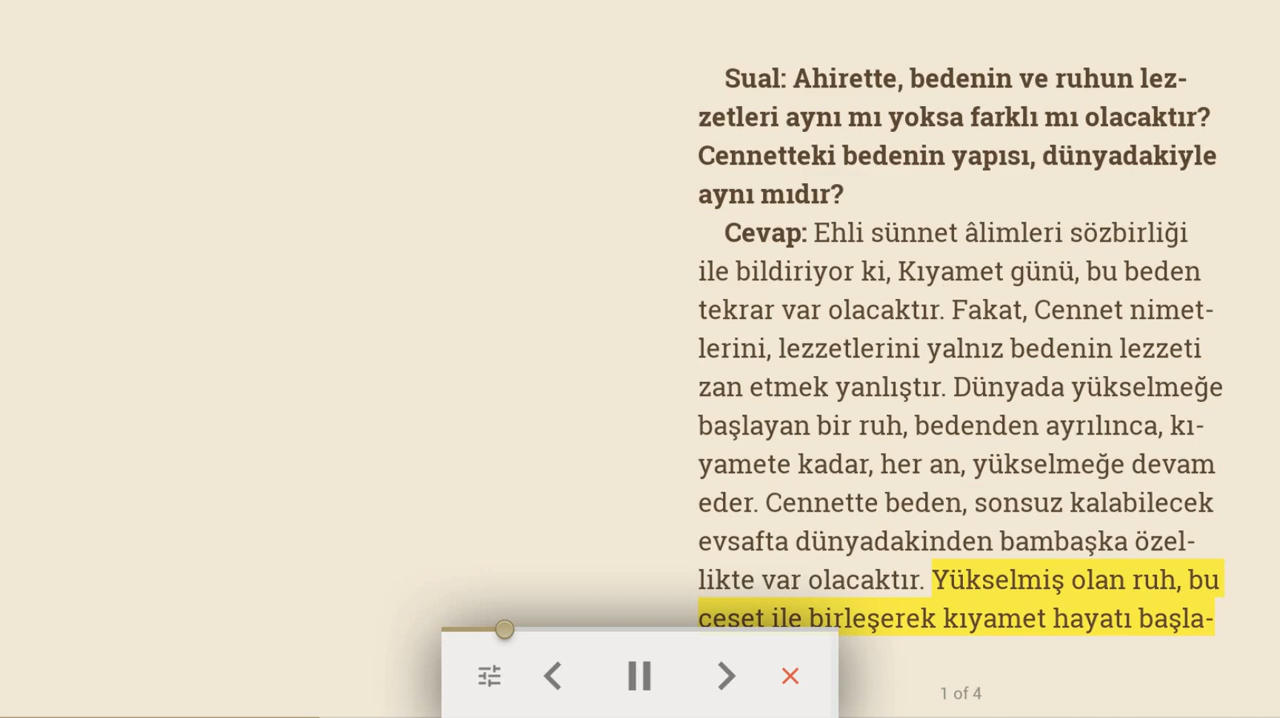 Sual: Ahirette, bedenin ve ruhun lez-
zetleri aynı mı yoksa farklı mı olacaktır?
Cennetteki bedenin yapısı, dünyadakiyle
aynı mıdır?
Cevap: Ehli sünnet âlimleri sözbirliği
ile bildiriyor ki, Kıyamet günü, bu beden
tekrar var olacaktır. Fakat, Cennet nimet-
lerini, lezzetlerini yalnız bedenin lezzeti
zan etmek yanlıştır. Dünyada yükselmeğe
başlayan bir ruh, bedenden ayrılınca, kı-
yamete kadar, her an, yükselmeğe devam
eder. Cennette beden, sonsuz kalabilecek
evsafta dünyadakinden bambaşka özel-
likte var olacaktır. Yükselmiş olan ruh, bu
ceset ile birleşerek kıyamet hayatı başla-
1 of 4